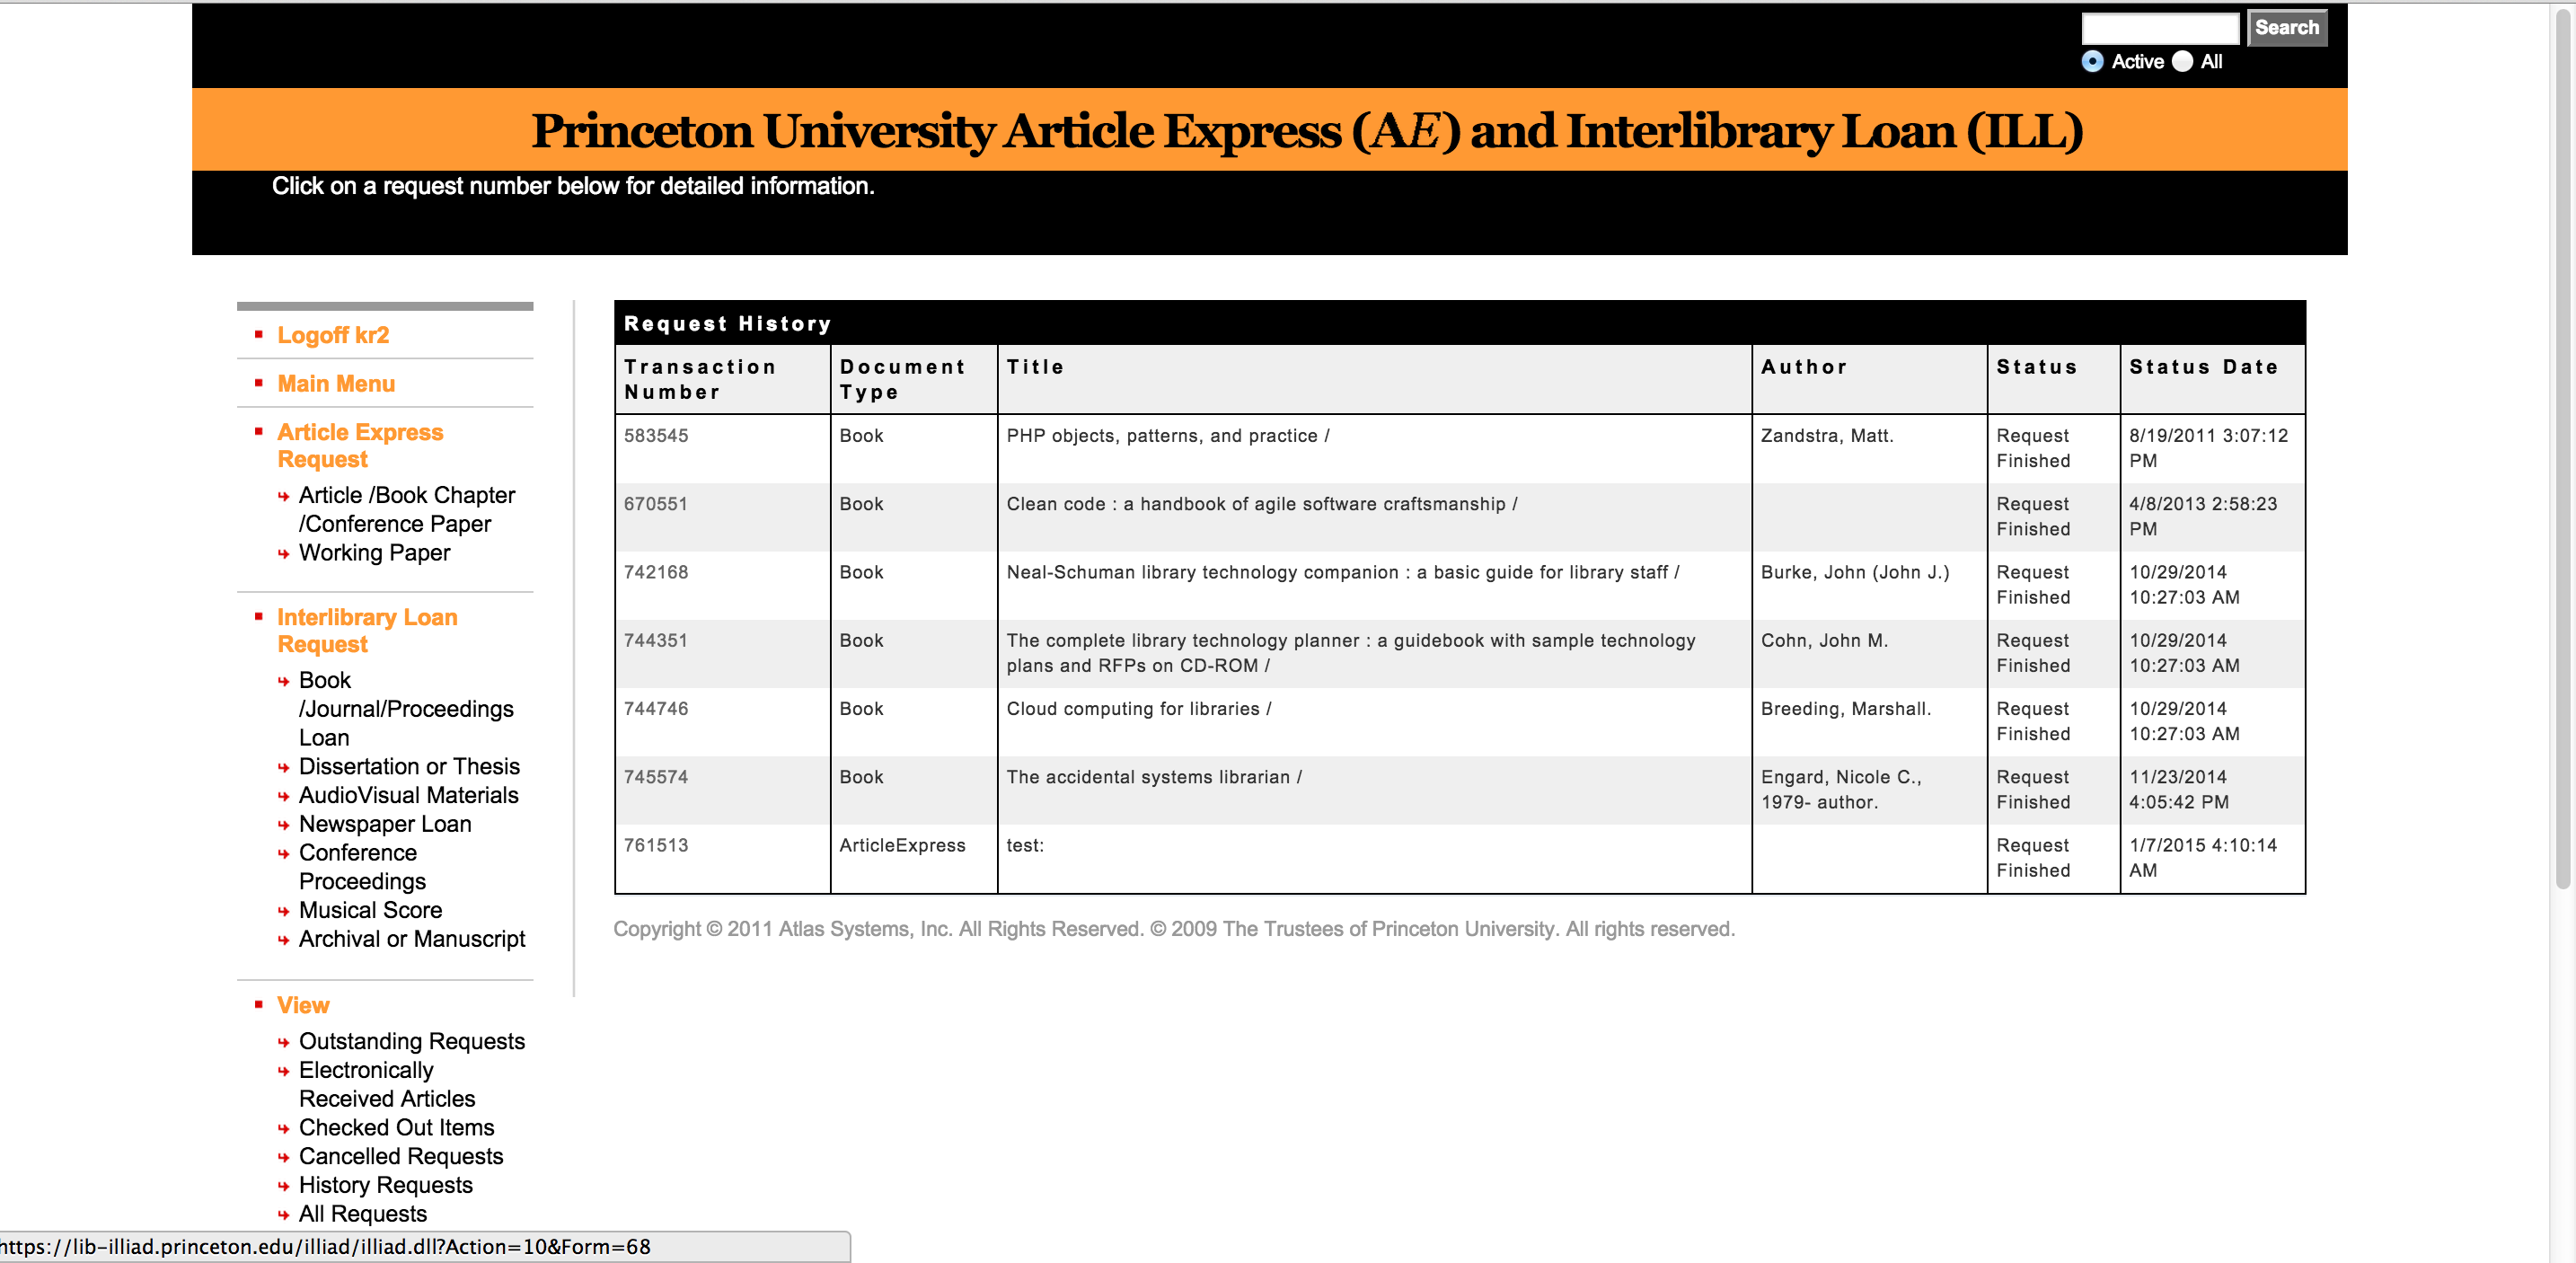 Search
Active All
Princeton University Article Express (AE) and Interlibrary Loan (ILL)
Click on a request number below for detailed information.
Logoff kr2
Main Menu
Article Express
Request
Article /Book Chapter
/Conference Paper
Working Paper
Interlibrary Loan
Request
Book
/Journal/Proceedings
Loan
Dissertation or Thesis
AudioVisual Materials
Newspaper Loan
Conference
Proceedings
Musical Score
Archival or Manuscript
View
Outstanding Requests
Electronically
Received Articles
Checked Out Items
Cancelled Requests
History Requests
All Requests
Request History
Transaction Number Document Type Title Author Status Status Date
583545 Book PHP objects, patterns, and practice / Zandstra, Matt. Request Finished 8/19/2011 3:07:12 PM
670551 Book Clean code : a handbook of agile software craftsmanship / Request Finished 4/8/2013 2:58:23 PM
742168 Book Neal-Schuman library technology companion : a basic guide for library staff / Burke, John (John J.) Request Finished 10/29/2014 10:27:03 AM
744351 Book The complete library technology planner : a guidebook with sample technology plans and RFPs on CD-ROM / Cohn, John M. Request Finished 10/29/2014 10:27:03 AM
744746 Book Cloud computing for libraries / Breeding, Marshall. Request Finished 10/29/2014 10:27:03 AM
745574 Book The accidental systems librarian / Engard, Nicole C., 1979- author. Request Finished 11/23/2014 4:05:42 PM
761513 ArticleExpress test: Request Finished 1/7/2015 4:10:14 AM
Copyright © 2011 Atlas Systems, Inc. All Rights Reserved. © 2009 The Trustees of Princeton University. All rights reserved.
https://lib-illiad.princeton.edu/illiad/illiad.dll?Action=10&Form=68